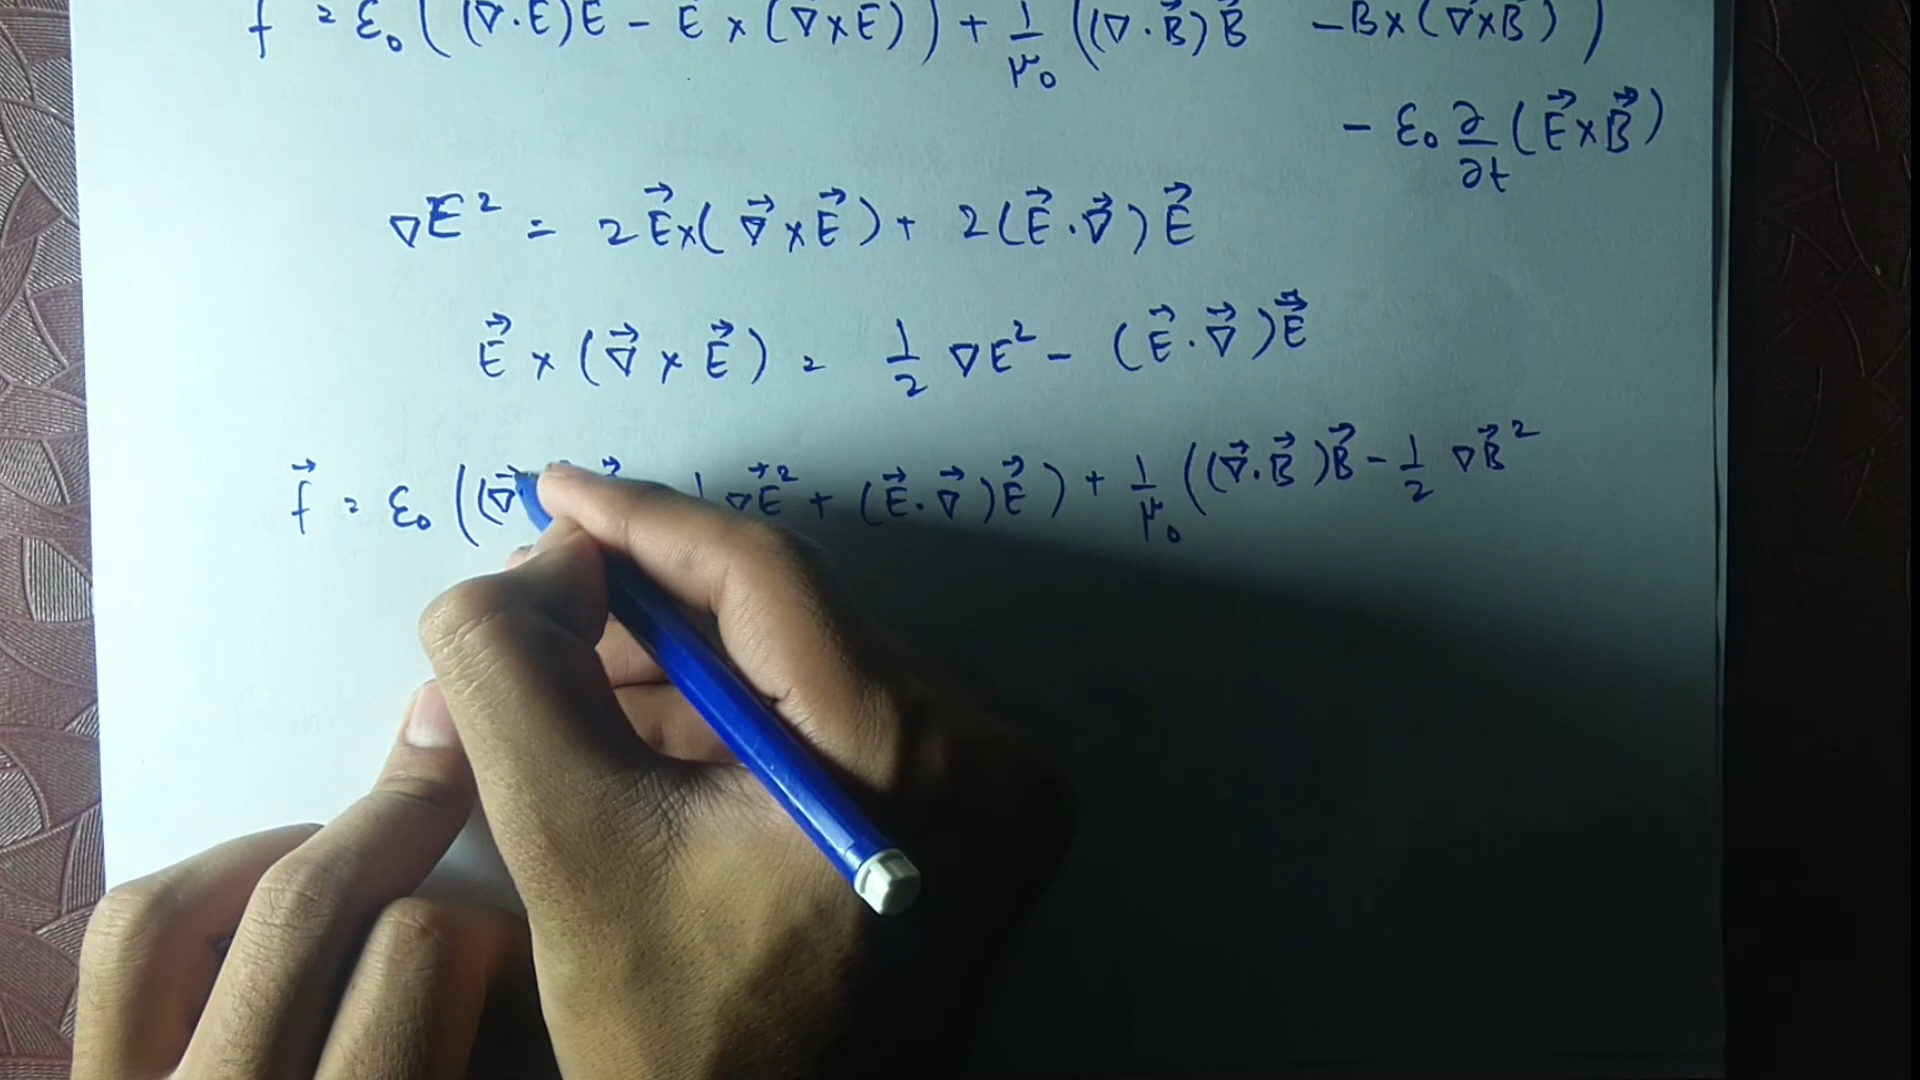 f = ε₀((∇·E)E − E × (∇×E)) + 1/μ₀ ((∇·B⃗)B⃗ − B×(∇×B))
− ε₀ ∂/∂t (E⃗×B⃗)
∇E² = 2E⃗×(∇⃗×E⃗) + 2(E⃗·∇⃗)E⃗
E⃗ × (∇⃗ × E⃗) = 1/2 ∇E² − (E⃗·∇⃗)E⃗
f⃗ = ε₀((∇⃗ ∇E⃗² + (E⃗·∇⃗)E⃗) + 1/μ₀ ((∇⃗·B⃗)B⃗ − 1/2 ∇B⃗²